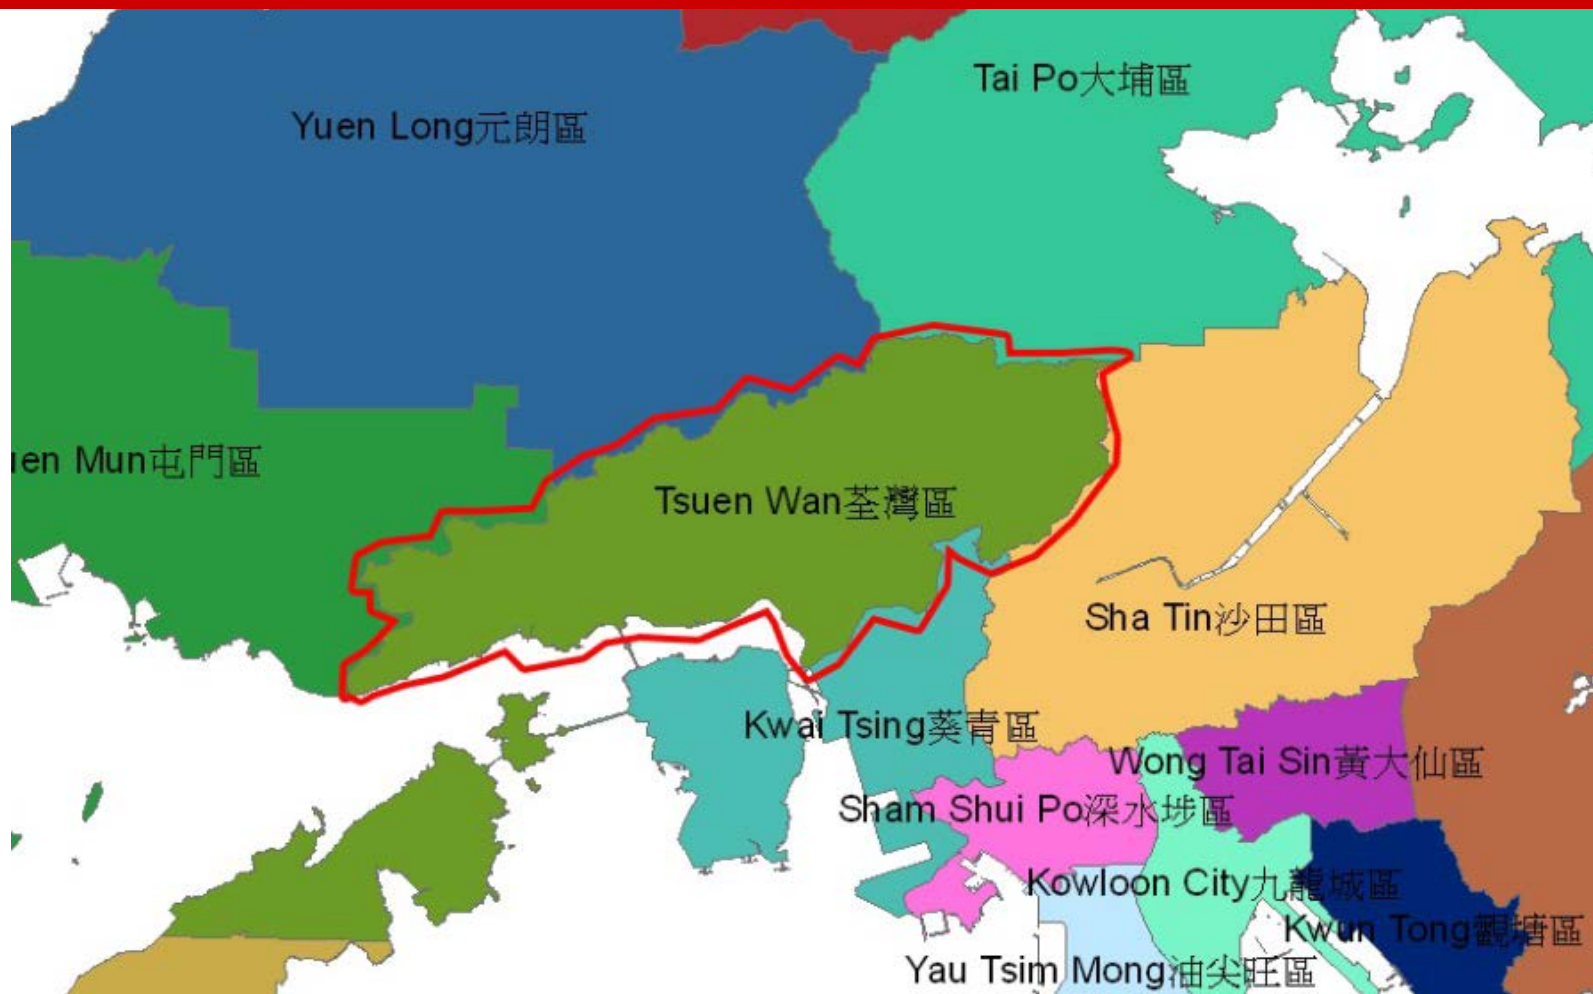 Tai Po大埔區
Yuen Long元朗區
uen Mun屯門區
Tsuen Wan荃灣區
Sha Tin沙田區
Kwai Tsing葵青區
Wong Tai Sin黃大仙區
Sham Shui Po深水埗區
Kowloon City九龍城區
Kwun Tong觀塘區
Yau Tsim Mong油尖旺區